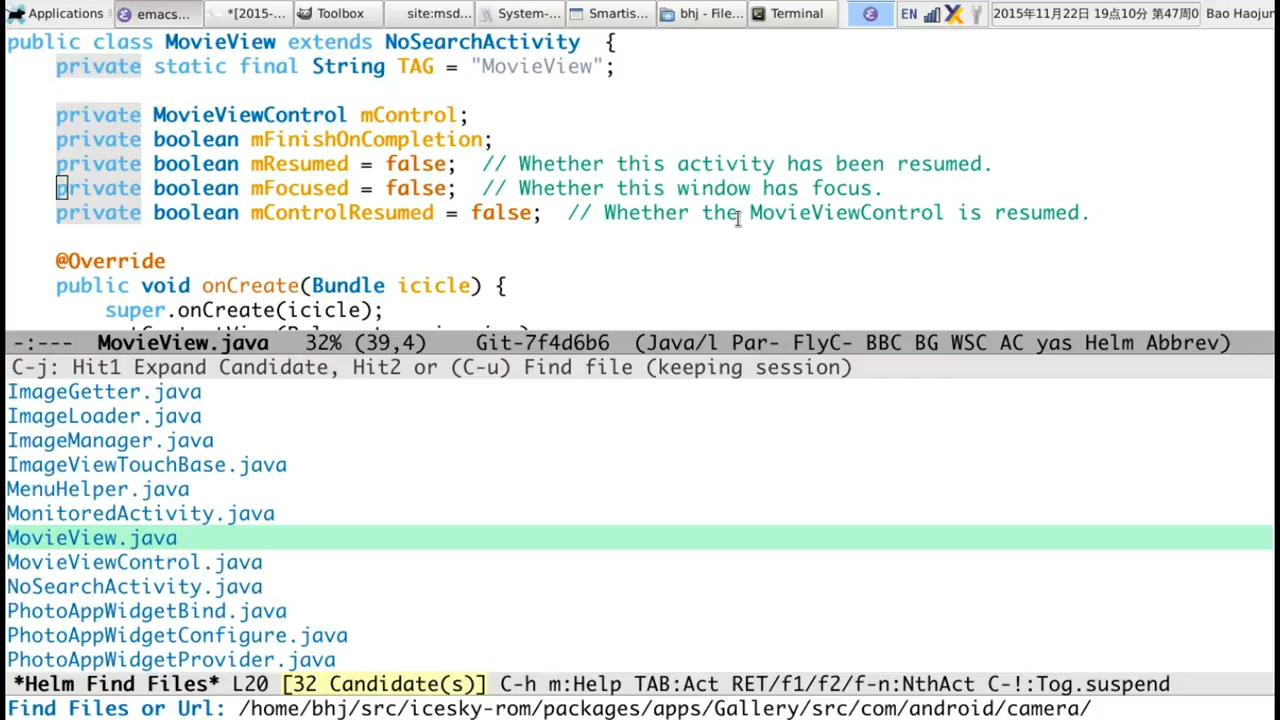 Applications emacs... *[2015-... Toolbox site:msd... System-... Smartis... bhj - File... Terminal EN 2015年11月22日 19点10分 第47周0 Bao Haojun
public class MovieView extends NoSearchActivity {
private static final String TAG = "MovieView";
private MovieViewControl mControl;
private boolean mFinishOnCompletion;
private boolean mResumed = false; // Whether this activity has been resumed.
private boolean mFocused = false; // Whether this window has focus.
private boolean mControlResumed = false; // Whether the MovieViewControl is resumed.
@Override
public void onCreate(Bundle icicle) {
super.onCreate(icicle);
-:--- MovieView.java 32% (39,4) Git-7f4d6b6 (Java/l Par- FlyC- BBC BG WSC AC yas Helm Abbrev)
C-j: Hit1 Expand Candidate, Hit2 or (C-u) Find file (keeping session)
ImageGetter.java
ImageLoader.java
ImageManager.java
ImageViewTouchBase.java
MenuHelper.java
MonitoredActivity.java
MovieView.java
MovieViewControl.java
NoSearchActivity.java
PhotoAppWidgetBind.java
PhotoAppWidgetConfigure.java
PhotoAppWidgetProvider.java
*Helm Find Files* L20 [32 Candidate(s)] C-h m:Help TAB:Act RET/f1/f2/f-n:NthAct C-!:Tog.suspend
Find Files or Url: /home/bhj/src/icesky-rom/packages/apps/Gallery/src/com/android/camera/